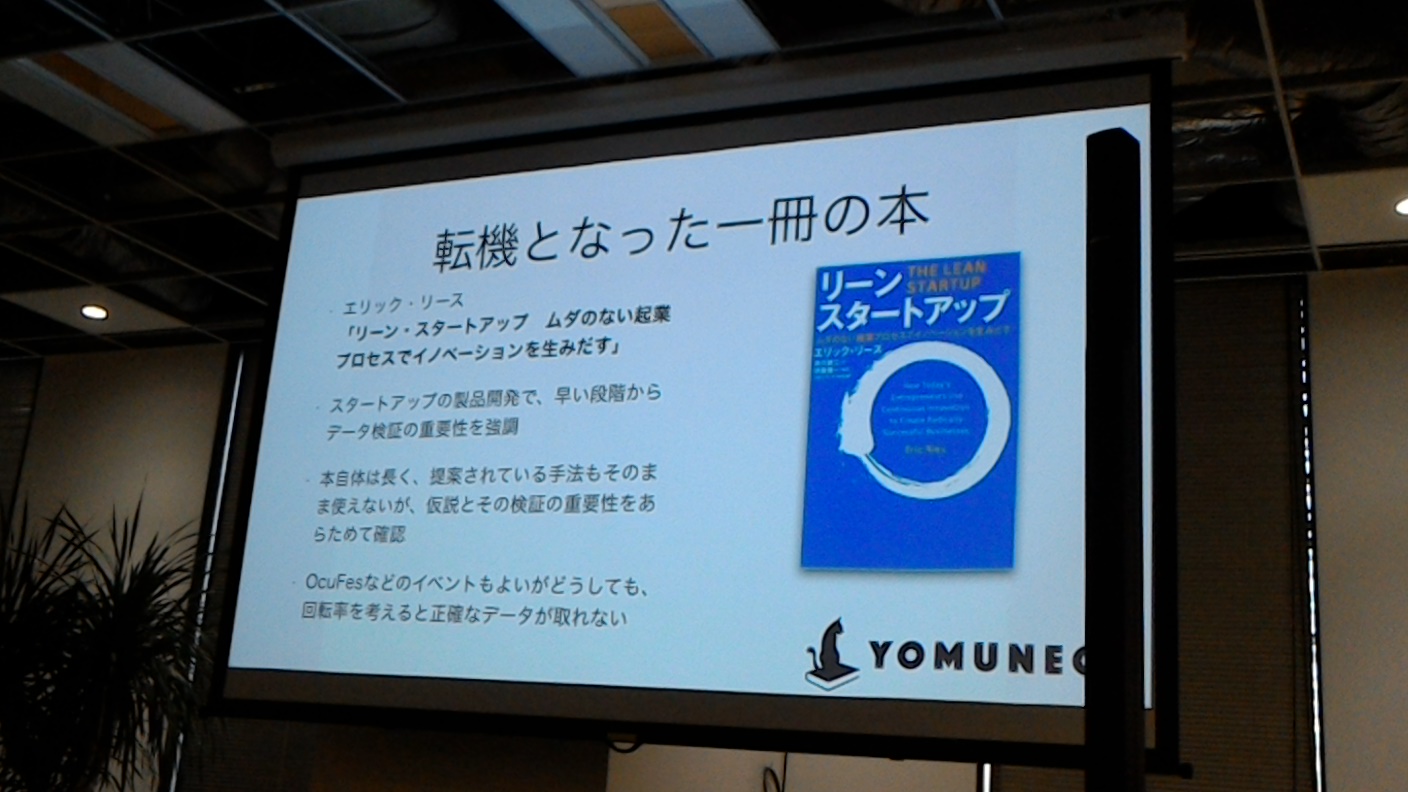 転機となった一冊の本
・エリック・リース
「リーン・スタートアップ　ムダのない起業
プロセスでイノベーションを生みだす」
・スタートアップの製品開発で、早い段階から
データ検証の重要性を強調
・本自体は長く、提案されている手法もそのま
ま使えないが、仮説とその検証の重要性をあ
らためて確認
・OcuFesなどのイベントもよいがどうしても、
回転率を考えると正確なデータが取れない
リーン THE LEAN
STARTUP
スタートアップ
ムダのない起業プロセスでイノベーションを生みだす
エリック・リース
How Today's
Entrepreneurs Use
Continuous Innovation
to Create Radically
Successful Businesses
Eric Ries
YOMUNE